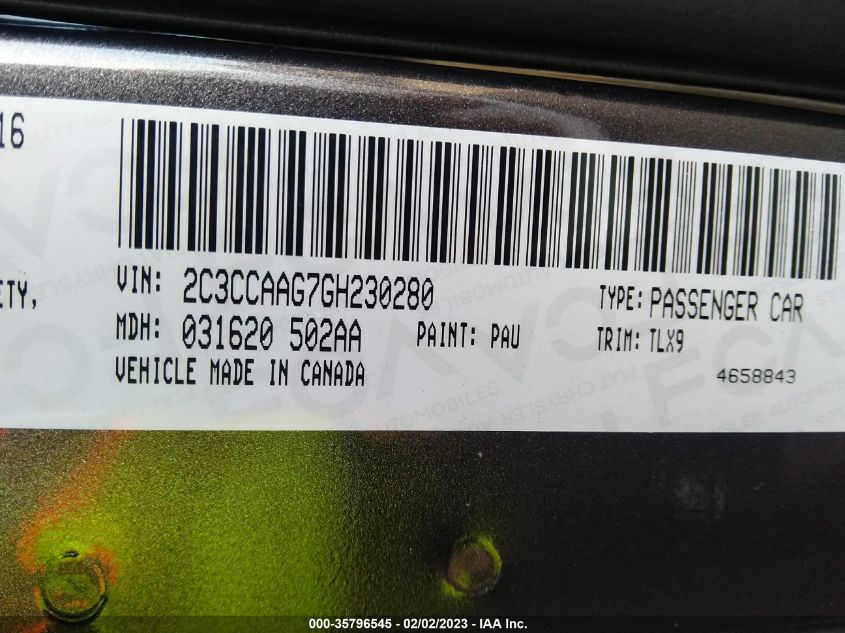 16
ETY,
VIN: 2C3CCAAG7GH230280 TYPE: PASSENGER CAR
MDH: 031620 502AA PAINT: PAU TRIM: TLX9
VEHICLE MADE IN CANADA 4658843
000-35796545 — 02/02/2023 — IAA Inc.